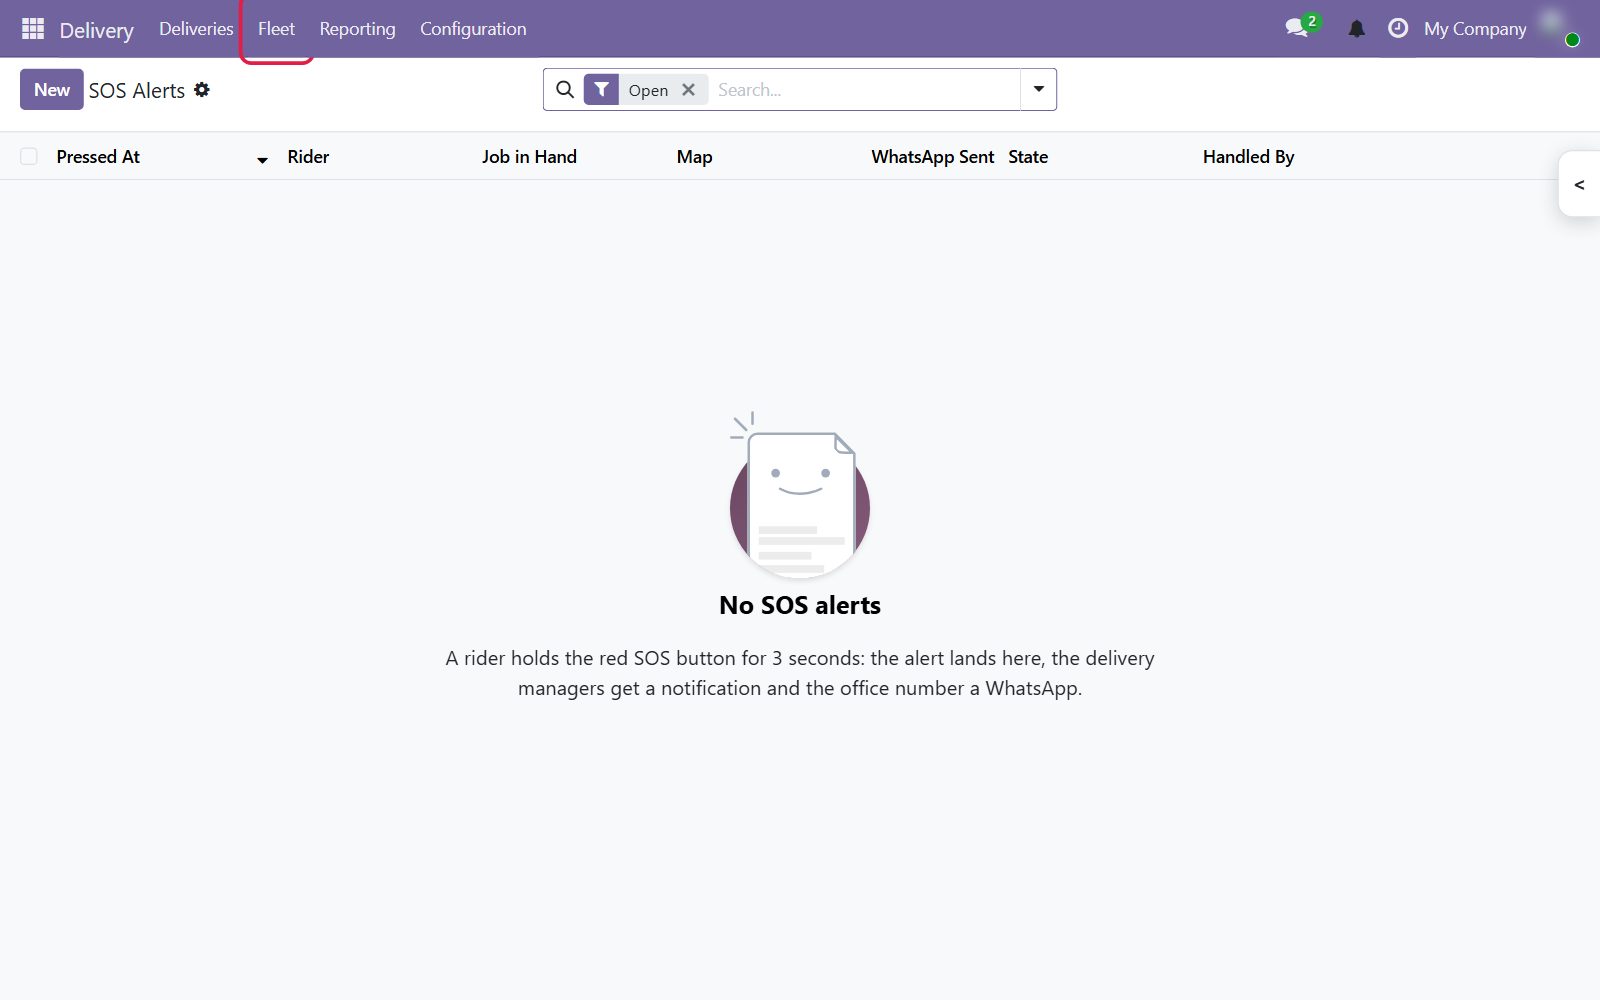 Delivery Deliveries Fleet Reporting Configuration 2 My Company
New SOS Alerts Open Search...
Pressed At Rider Job in Hand Map WhatsApp Sent State Handled By
<
No SOS alerts
A rider holds the red SOS button for 3 seconds: the alert lands here, the delivery
managers get a notification and the office number a WhatsApp.